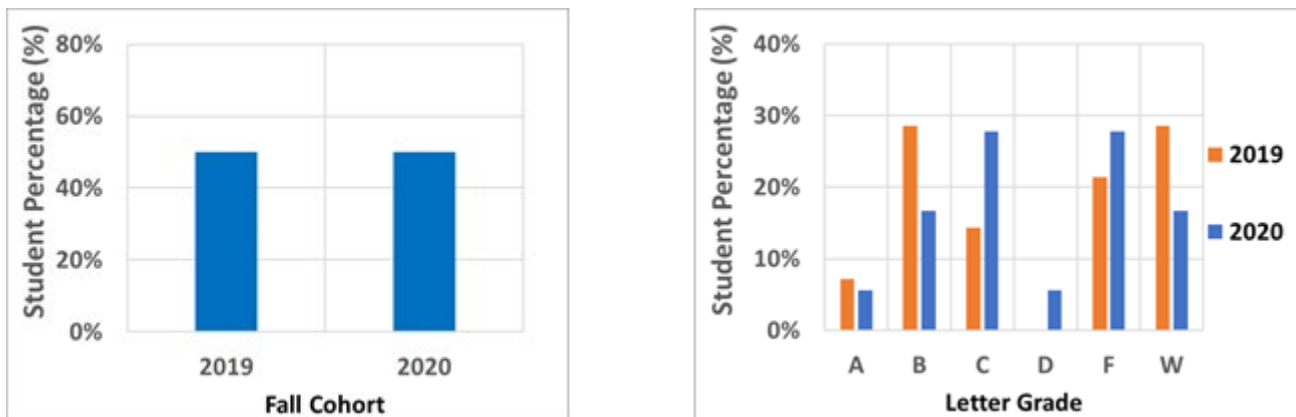 Student Percentage (%)
80%
60%
40%
20%
0%
2019 2020
Fall Cohort
Student Percentage (%)
40%
30%
20%
10%
0%
A B C D F W
Letter Grade
2019
2020